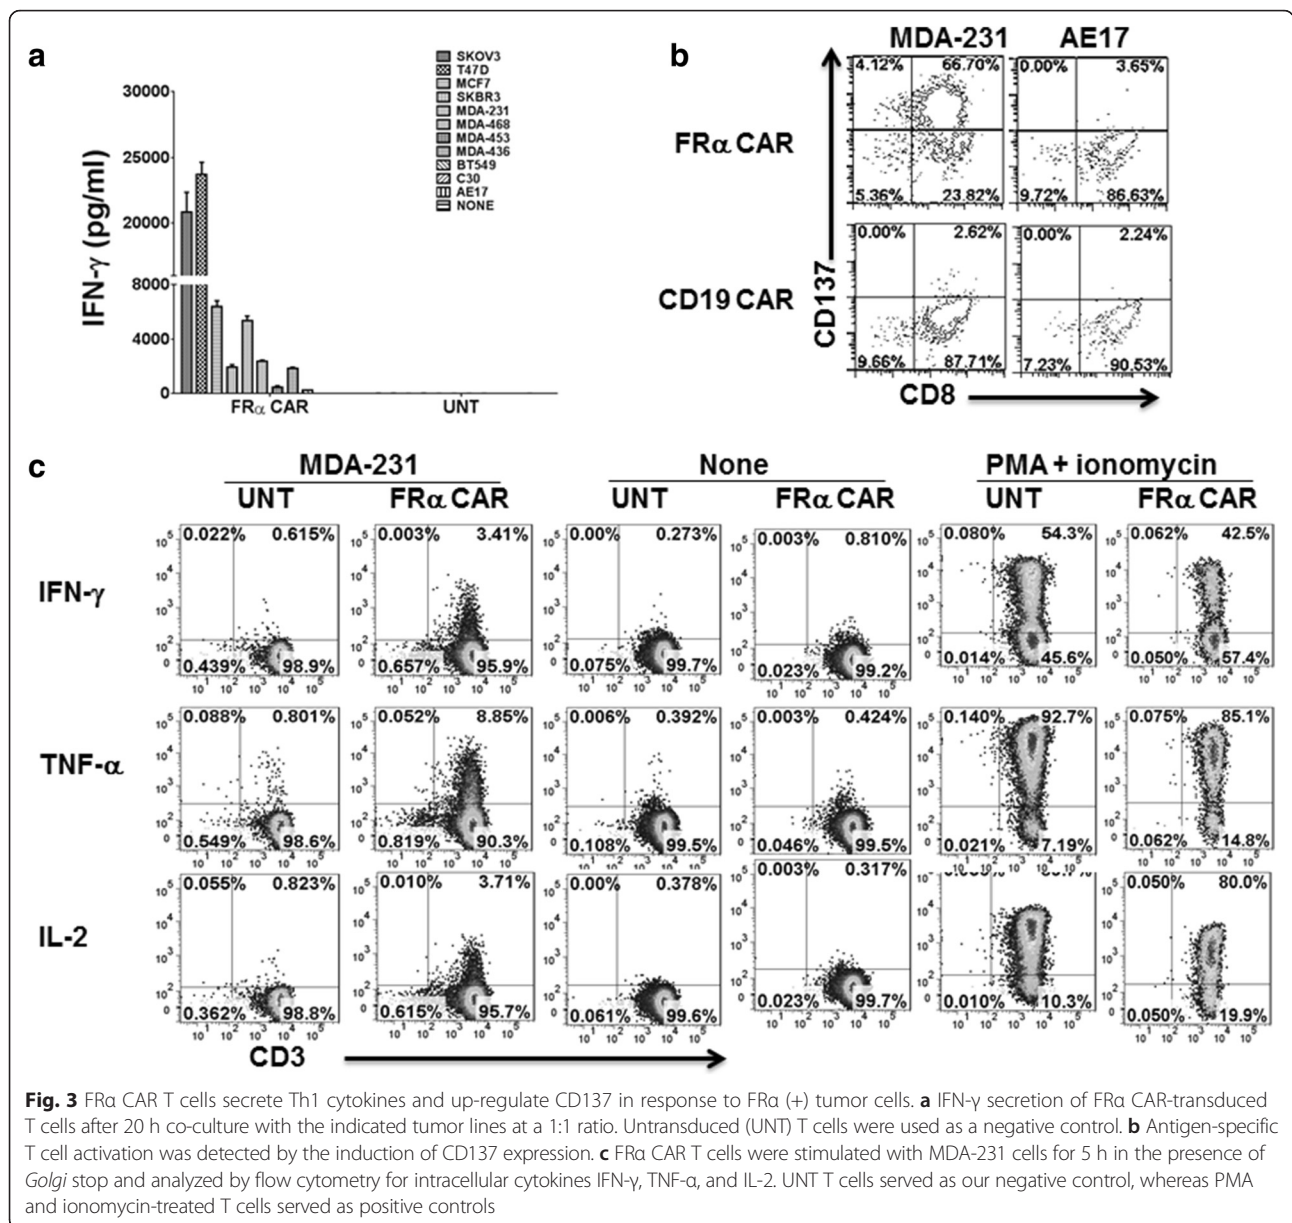 a
SKOV3
T47D
MCF7
SKBR3
MDA-231
MDA-468
MDA-453
MDA-436
BT549
C30
AE17
NONE
IFN-γ (pg/ml)
30000
25000
20000
8000
4000
0
FRα CAR UNT
b
MDA-231 AE17
FRα CAR
4.12% 66.70% 0.00% 3.65%
5.36% 23.82% 9.72% 86.63%
CD19 CAR
0.00% 2.62% 0.00% 2.24%
9.66% 87.71% 7.23% 90.53%
CD137
CD8
c
MDA-231 None PMA + ionomycin
UNT FRα CAR UNT FRα CAR UNT FRα CAR
IFN-γ
0.022% 0.615% 0.003% 3.41% 0.00% 0.273% 0.003% 0.810% 0.080% 54.3% 0.062% 42.5%
0.439% 98.9% 0.657% 95.9% 0.075% 99.7% 0.023% 99.2% 0.014% 45.6% 0.050% 57.4%
TNF-α
0.088% 0.801% 0.052% 8.85% 0.006% 0.392% 0.003% 0.424% 0.140% 92.7% 0.075% 85.1%
0.549% 98.6% 0.819% 90.3% 0.108% 99.5% 0.046% 99.5% 0.021% 7.19% 0.062% 14.8%
IL-2
0.055% 0.823% 0.010% 3.71% 0.00% 0.378% 0.003% 0.317% 0.050% 80.0%
0.362% 98.8% 0.615% 95.7% 0.061% 99.6% 0.023% 99.7% 0.010% 10.3% 0.050% 19.9%
CD3
Fig. 3 FRα CAR T cells secrete Th1 cytokines and up-regulate CD137 in response to FRα (+) tumor cells. a IFN-γ secretion of FRα CAR-transduced
T cells after 20 h co-culture with the indicated tumor lines at a 1:1 ratio. Untransduced (UNT) T cells were used as a negative control. b Antigen-specific
T cell activation was detected by the induction of CD137 expression. c FRα CAR T cells were stimulated with MDA-231 cells for 5 h in the presence of
Golgi stop and analyzed by flow cytometry for intracellular cytokines IFN-γ, TNF-α, and IL-2. UNT T cells served as our negative control, whereas PMA
and ionomycin-treated T cells served as positive controls